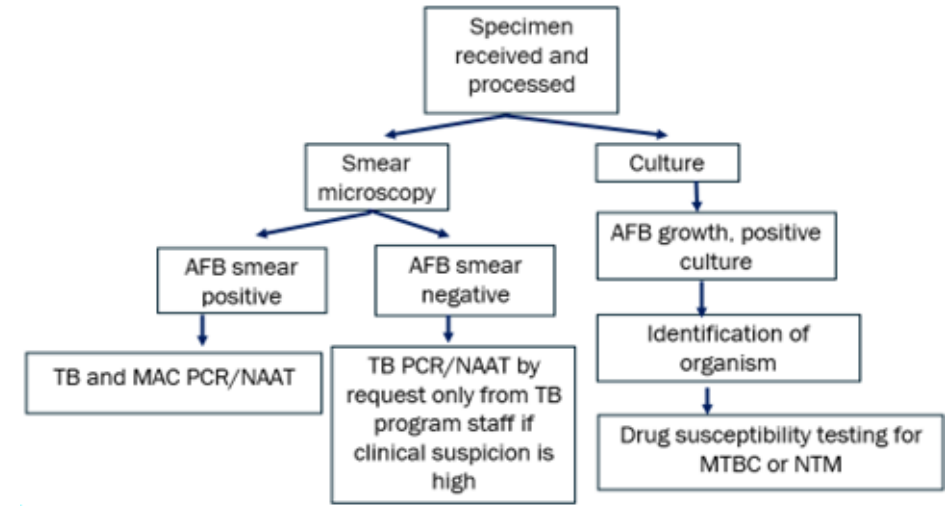 Specimen
received and
processed
Smear
microscopy
Culture
AFB smear
positive
AFB smear
negative
AFB growth, positive
culture
TB and MAC PCR/NAAT
TB PCR/NAAT by
request only from TB
program staff if
clinical suspicion is
high
Identification of
organism
Drug susceptibility testing for
MTBC or NTM